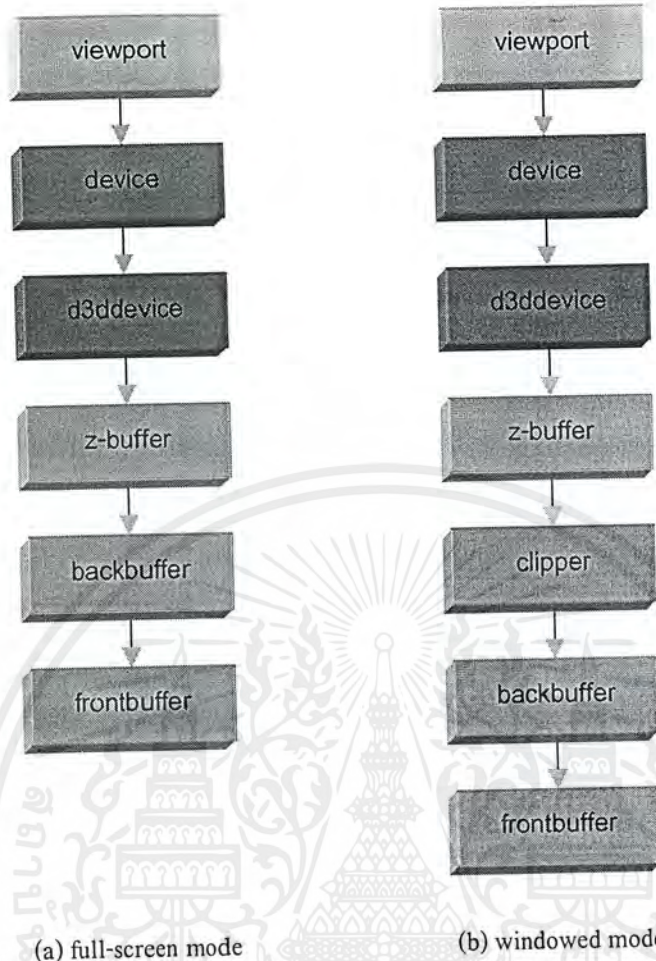 viewport
device
d3ddevice
z-buffer
backbuffer
frontbuffer
(a) full-screen mode
viewport
device
d3ddevice
z-buffer
clipper
backbuffer
frontbuffer
(b) windowed mode